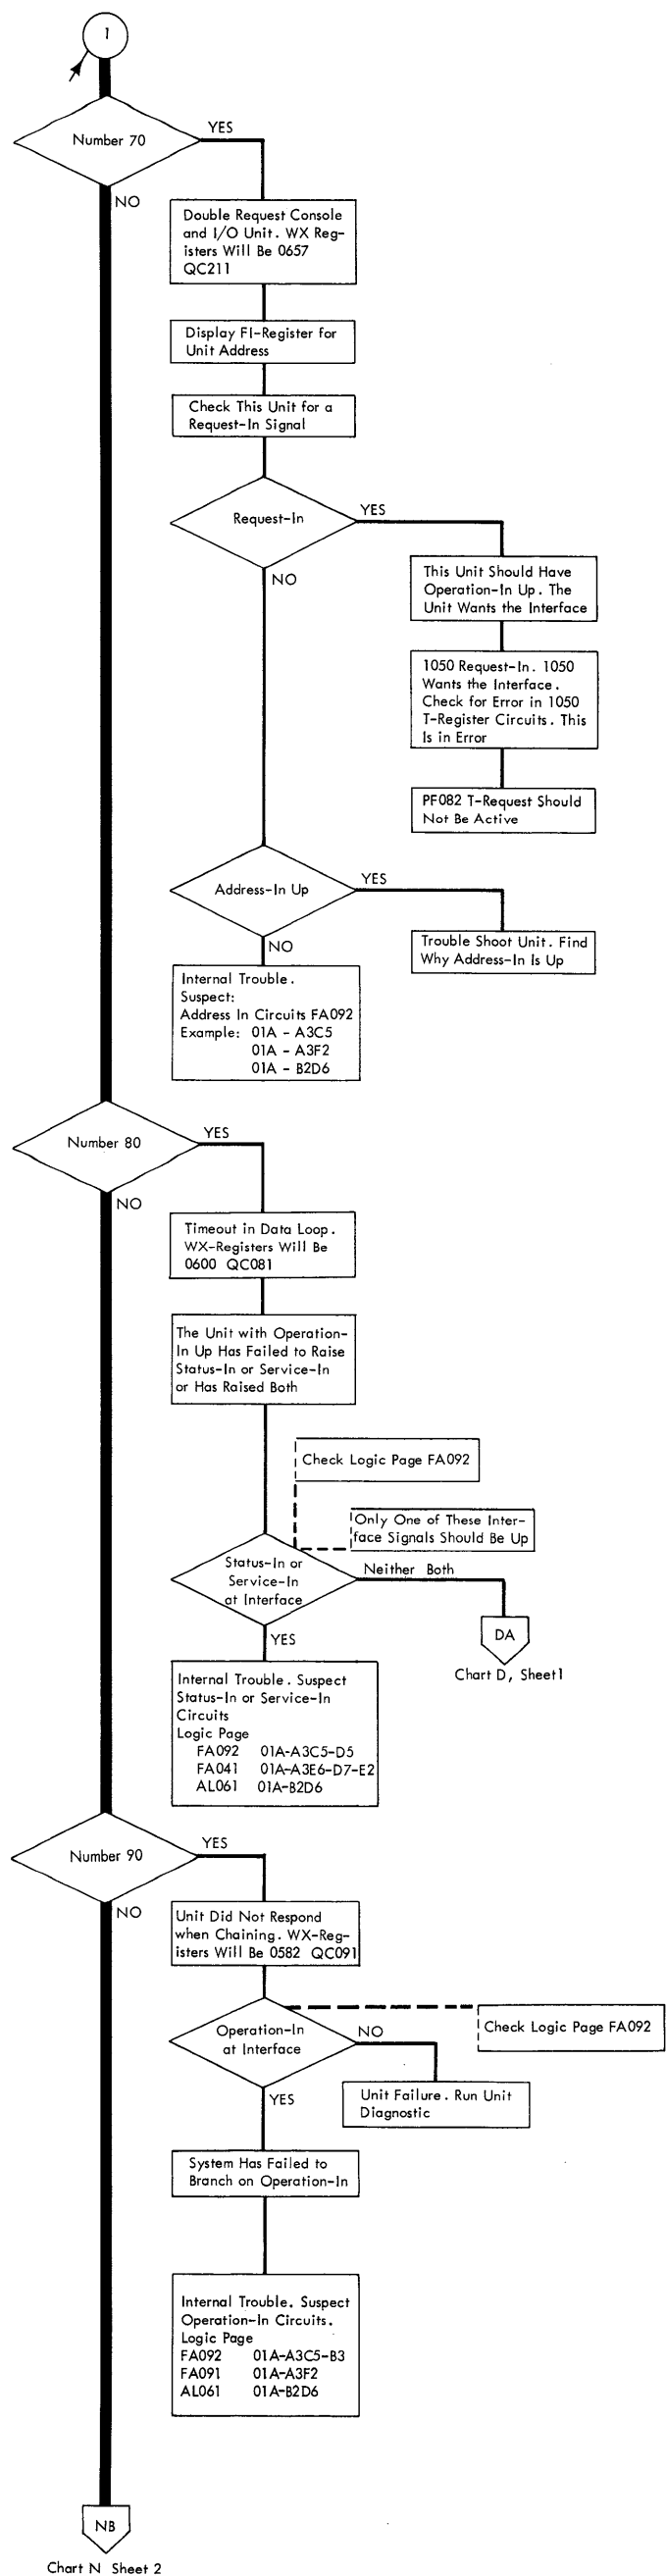 1
Number 70
YES
NO
Double Request Console
and I/O Unit. WX Reg-
isters Will Be 0657
QC211
Display FI-Register for
Unit Address
Check This Unit for a
Request-In Signal
Request-In
YES
NO
This Unit Should Have
Operation-In Up. The
Unit Wants the Interface
1050 Request-In. 1050
Wants the Interface.
Check for Error in 1050
T-Register Circuits. This
Is in Error
PF082 T-Request Should
Not Be Active
Address-In Up
YES
NO
Trouble Shoot Unit. Find
Why Address-In Is Up
Internal Trouble.
Suspect:
Address In Circuits FA092
Example: 01A - A3C5
01A - A3F2
01A - B2D6
Number 80
YES
NO
Timeout in Data Loop.
WX-Registers Will Be
0600 QC081
The Unit with Operation-
In Up Has Failed to Raise
Status-In or Service-In
or Has Raised Both
Check Logic Page FA092
Only One of These Inter-
face Signals Should Be Up
Status-In or
Service-In
at Interface
Neither Both
YES
DA
Chart D, Sheet1
Internal Trouble. Suspect
Status-In or Service-In
Circuits
Logic Page
FA092 01A-A3C5-D5
FA041 01A-A3E6-D7-E2
AL061 01A-B2D6
Number 90
YES
NO
Unit Did Not Respond
when Chaining. WX-Reg-
isters Will Be 0582 QC091
Operation-In
at Interface
NO
YES
Check Logic Page FA092
Unit Failure. Run Unit
Diagnostic
System Has Failed to
Branch on Operation-In
Internal Trouble. Suspect
Operation-In Circuits.
Logic Page
FA092 01A-A3C5-B3
FA091 01A-A3F2
AL061 01A-B2D6
NB
Chart N Sheet 2